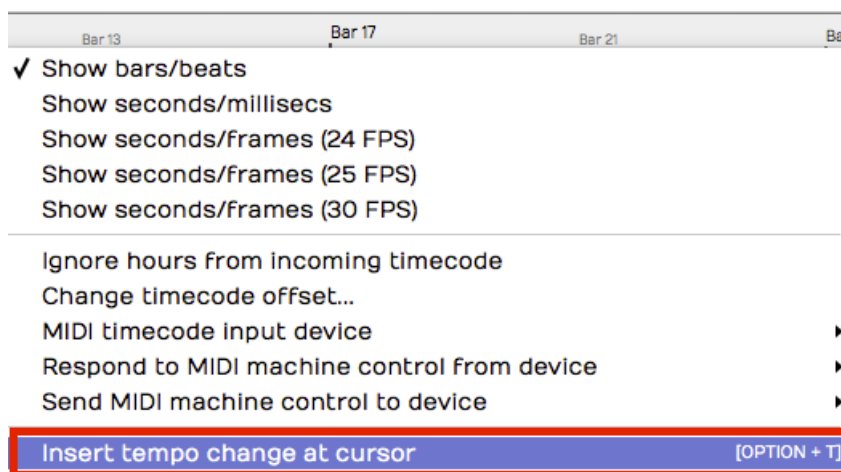 Bar 13 Bar 17 Bar 21 Ba
✓ Show bars/beats
Show seconds/millisecs
Show seconds/frames (24 FPS)
Show seconds/frames (25 FPS)
Show seconds/frames (30 FPS)
Ignore hours from incoming timecode
Change timecode offset...
MIDI timecode input device
Respond to MIDI machine control from device
Send MIDI machine control to device
Insert tempo change at cursor [OPTION + T]